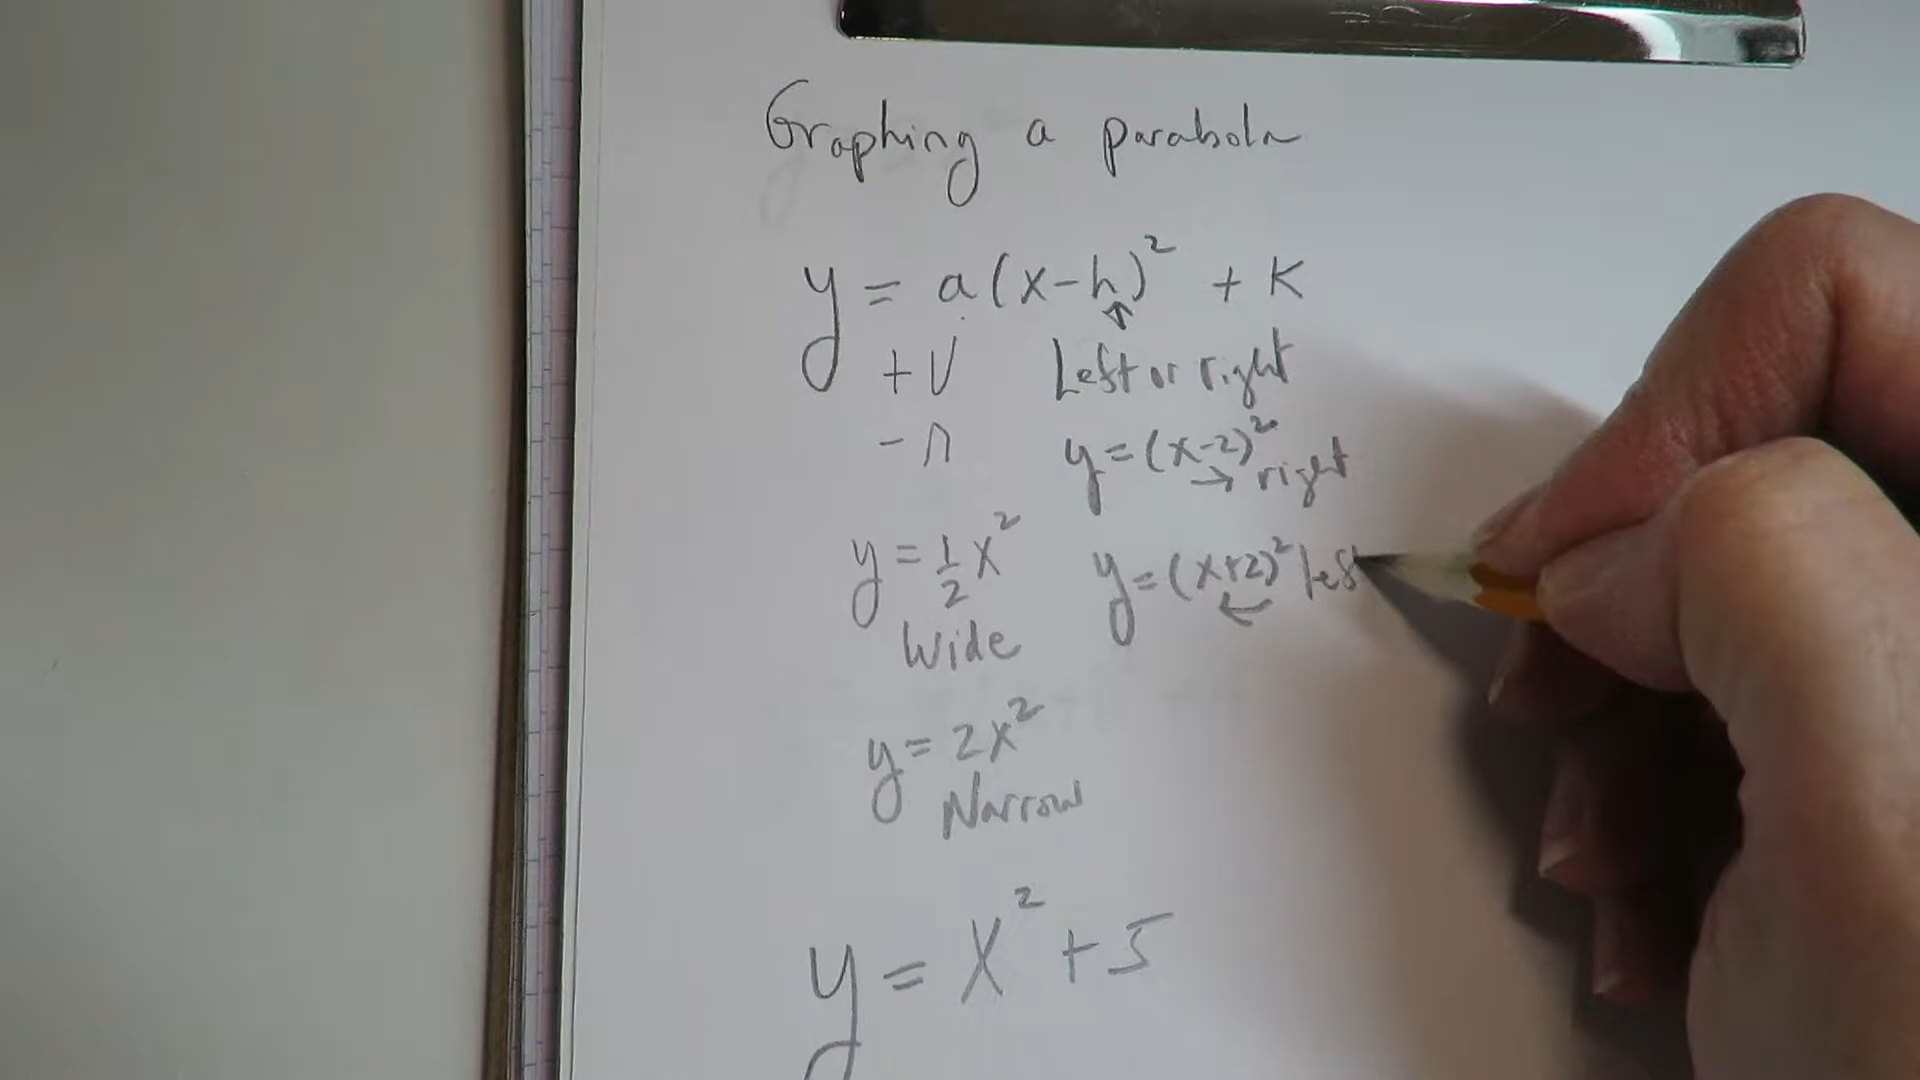 Graphing a parabola
y = a(x-h)² + K
+ V Left or right
- ∩ y = (x-2)²
→ right
y = ½x² y = (x+2)² left
←
Wide
y = 2x²
Narrow
y = x² + 5